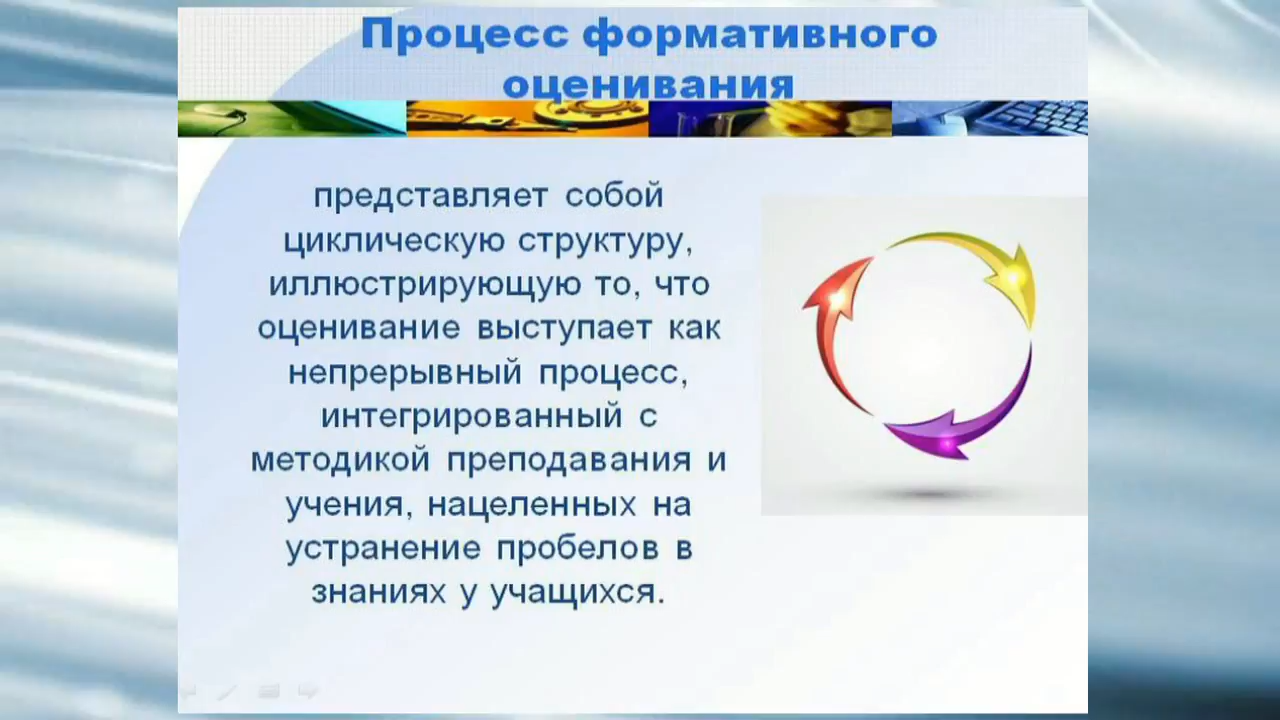 Процесс формативного
оценивания
представляет собой
циклическую структуру,
иллюстрирующую то, что
оценивание выступает как
непрерывный процесс,
интегрированный с
методикой преподавания и
учения, нацеленных на
устранение пробелов в
знаниях у учащихся.